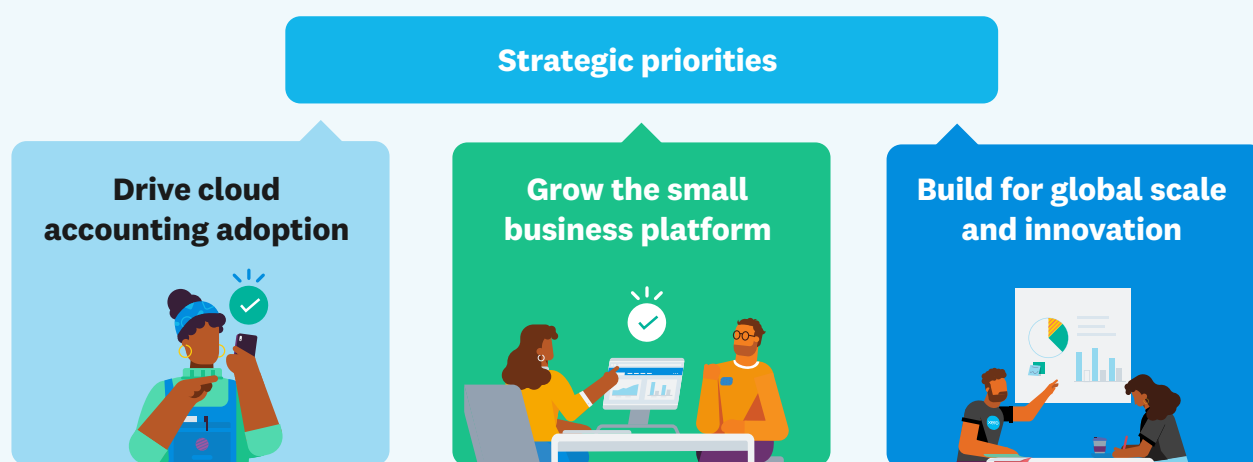 Strategic priorities
Drive cloud
accounting adoption
Grow the small
business platform
Build for global scale
and innovation